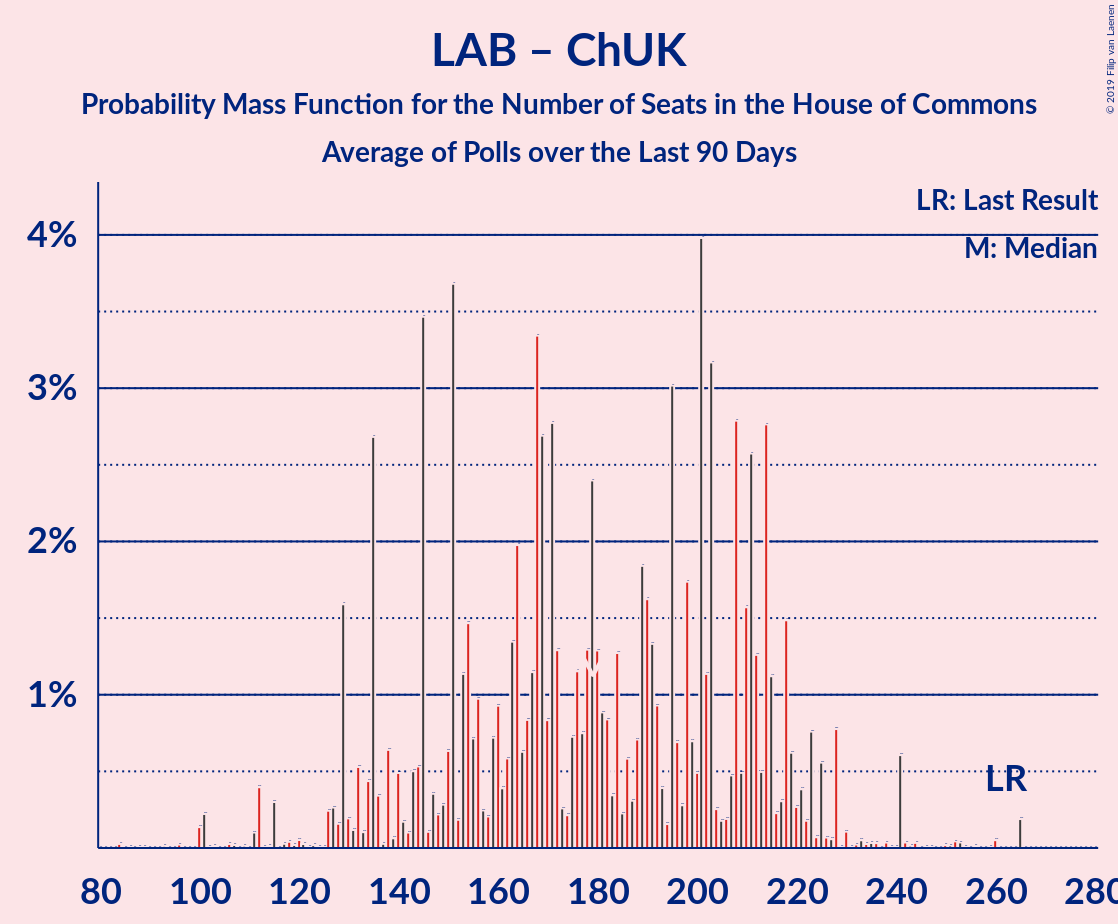 LAB – ChUK
Probability Mass Function for the Number of Seats in the House of Commons
Average of Polls over the Last 90 Days
© 2019 Filip van Laenen
LR: Last Result
M: Median
4%
3%
2%
1%
LR
80 100 120 140 160 180 200 220 240 260 280